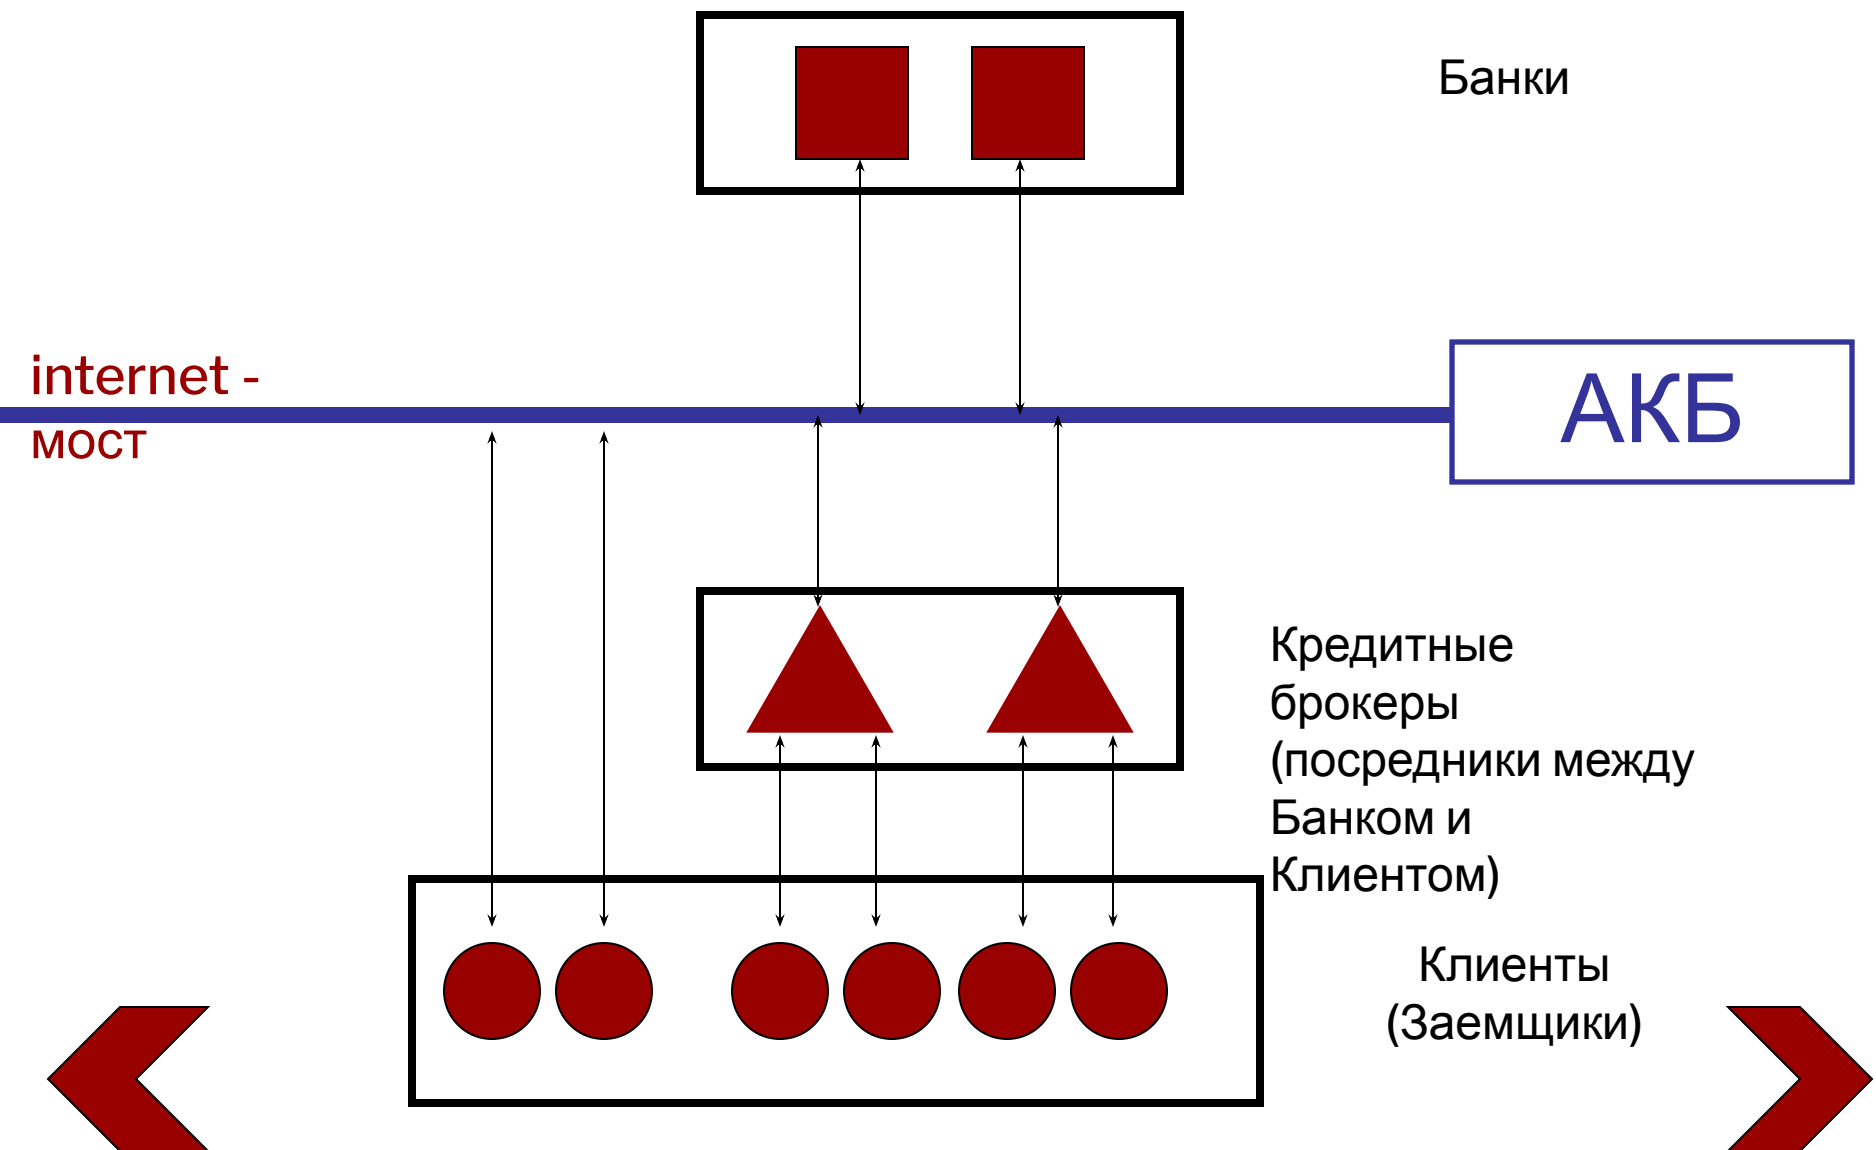 Банки
internet -
мост
АКБ
Кредитные
брокеры
(посредники между
Банком и
Клиентом)
Клиенты
(Заемщики)